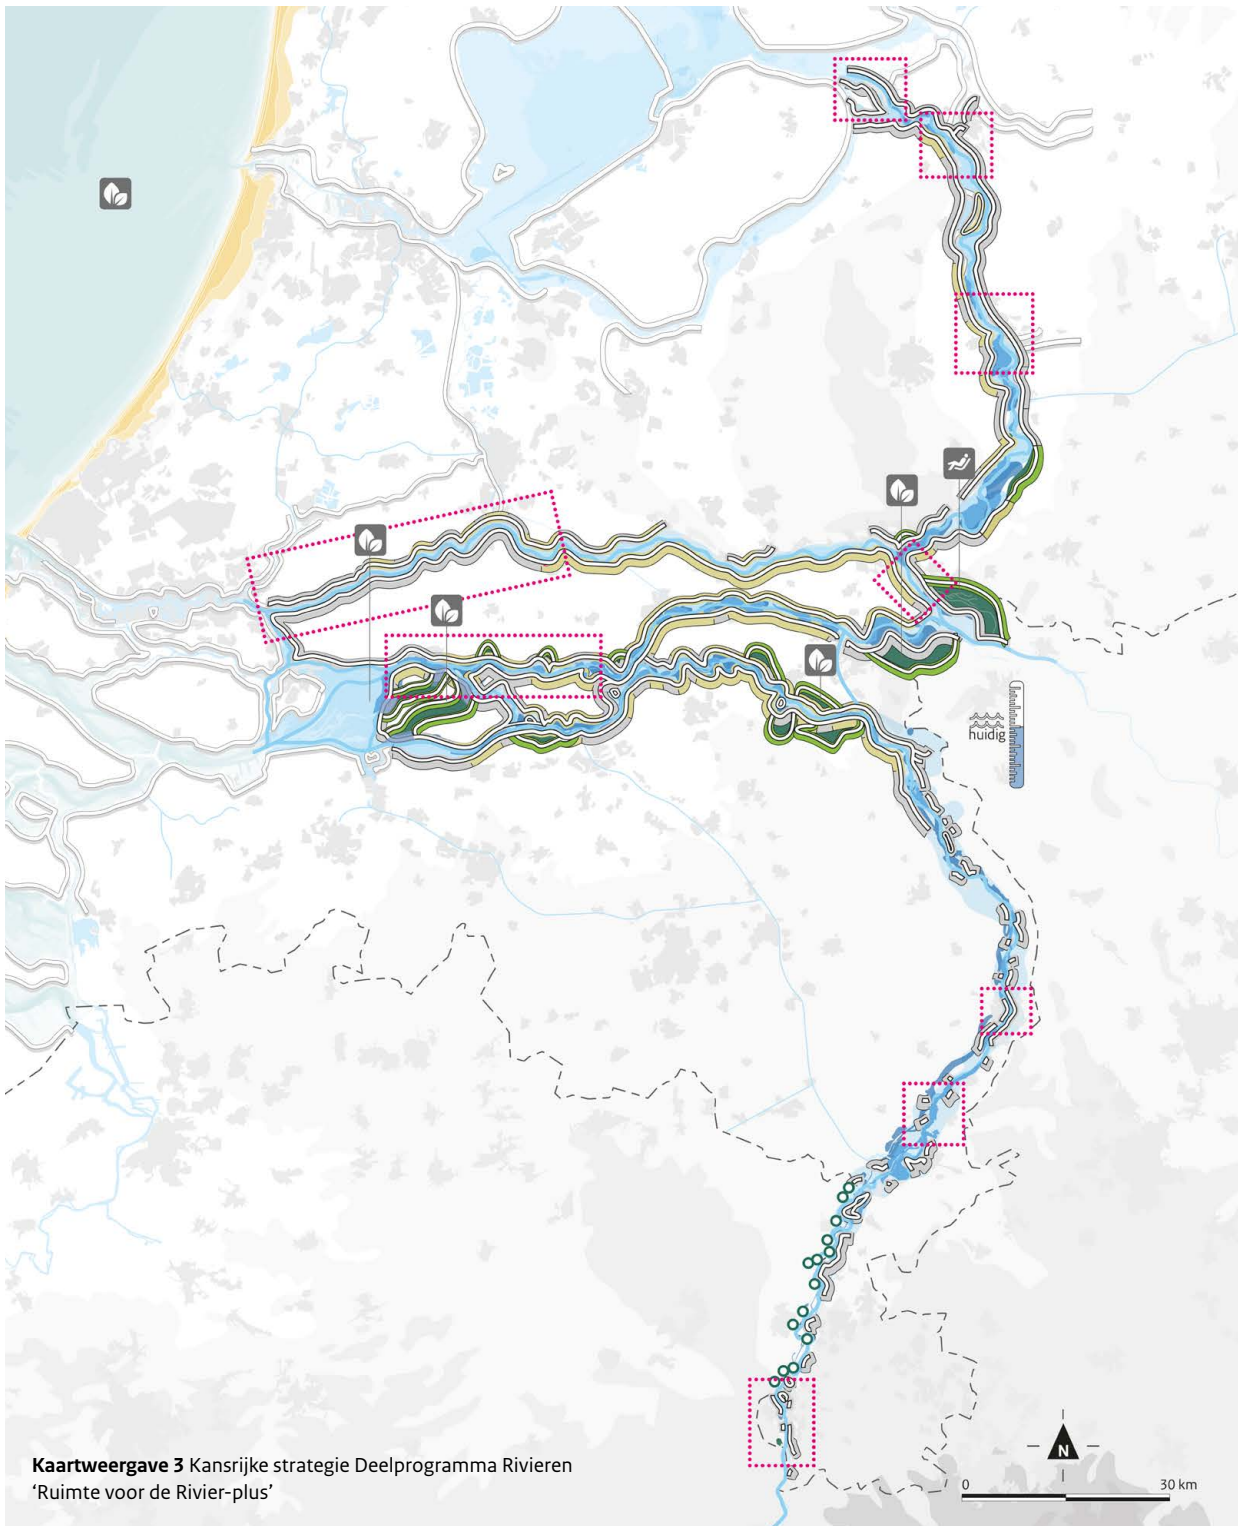 huidig
Kaartweergave 3 Kansrijke strategie Deelprogramma Rivieren
‘Ruimte voor de Rivier-plus’
N
0
30 km